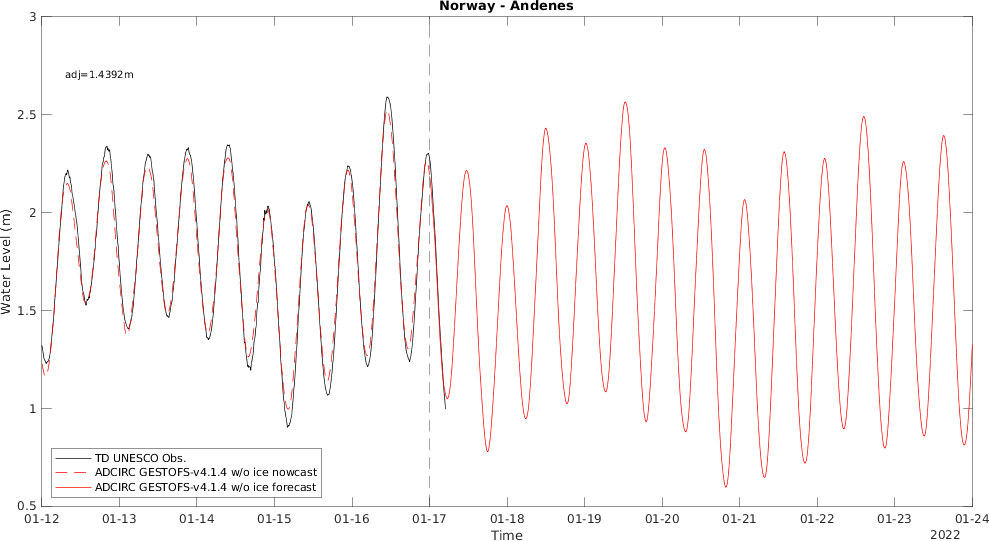 Norway - Andenes
3
2.5
2
1.5
1
0.5
Water Level (m)
adj=1.4392m
TD UNESCO Obs.
ADCIRC GESTOFS-v4.1.4 w/o ice nowcast
ADCIRC GESTOFS-v4.1.4 w/o ice forecast
01-12 01-13 01-14 01-15 01-16 01-17 01-18 01-19 01-20 01-21 01-22 01-23 01-24
Time
2022